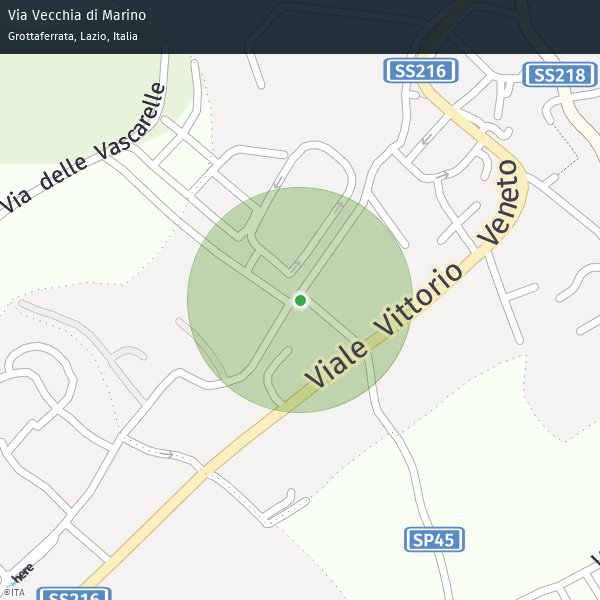 Via Vecchia di Marino
Grottaferrata, Lazio, Italia
SS216
SS218
Via delle Vascarelle
Viale Vittorio Veneto
SP45
here
©ITA
SS216